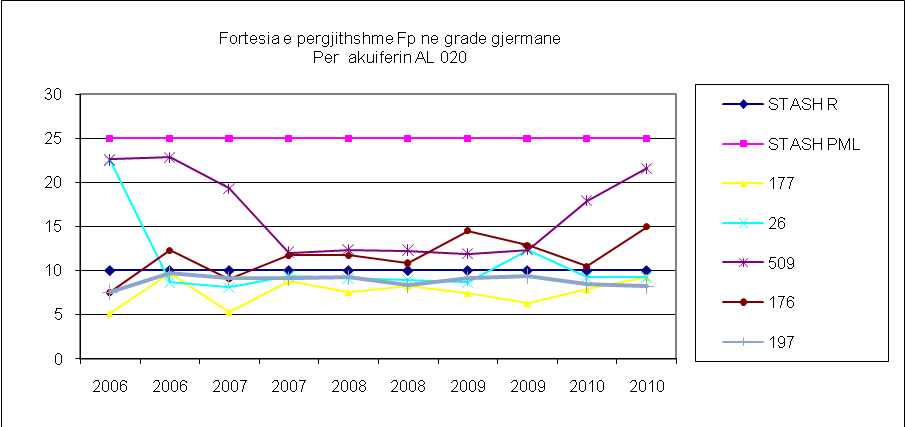 Fortesia e pergjithshme Fp ne grade gjermane
Per akuiferin AL 020
30
25
20
15
10
5
0
2006 2006 2007 2007 2008 2008 2009 2009 2010 2010
STASH R
STASH PML
177
26
509
176
197